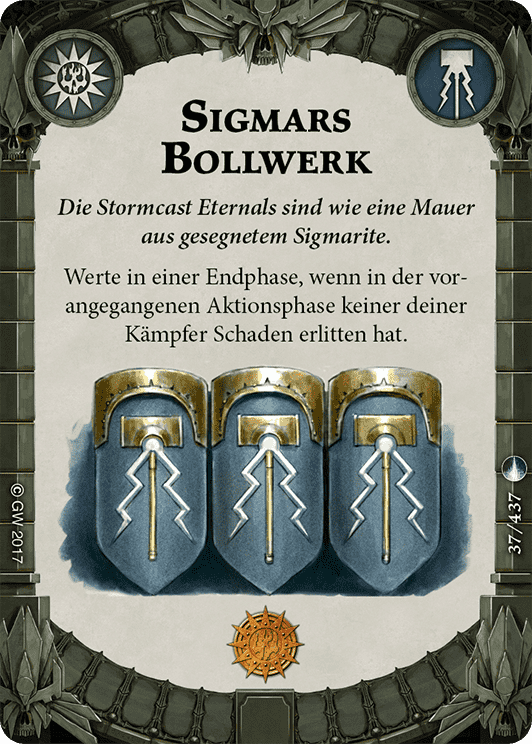 Sigmars
Bollwerk
Die Stormcast Eternals sind wie eine Mauer
aus gesegnetem Sigmarite.
Werte in einer Endphase, wenn in der vor-
angegangenen Aktionsphase keiner deiner
Kämpfer Schaden erlitten hat.
© GW 2017
37/437